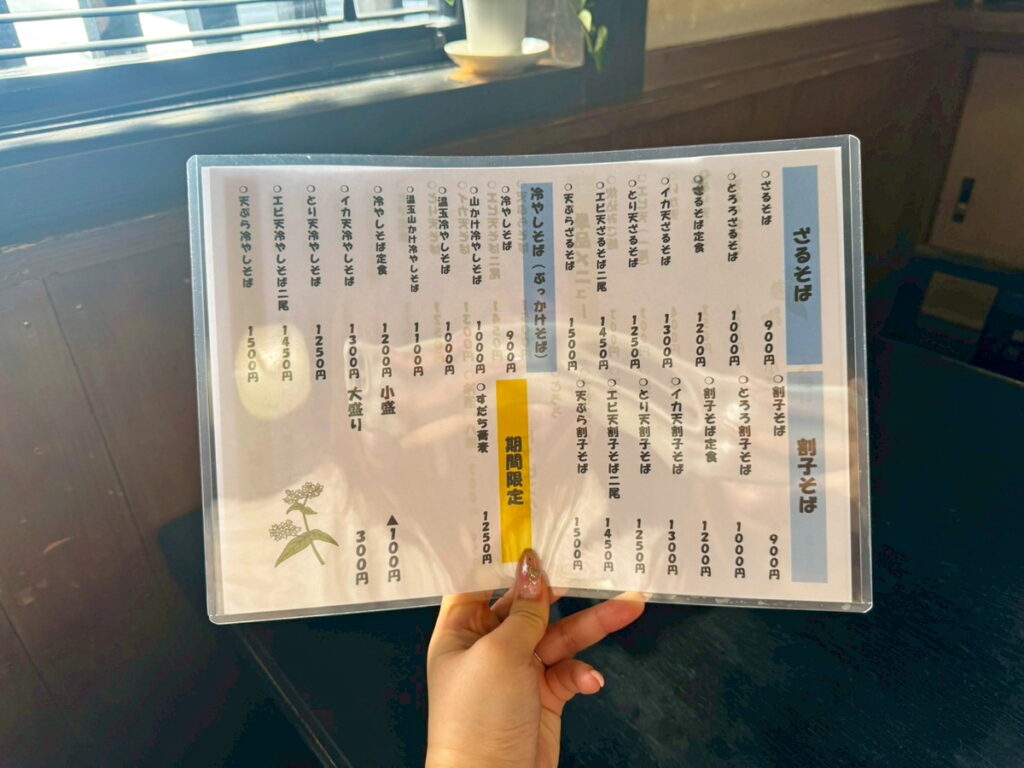 ざるそば
○ざるそば 900円
○とろろざるそば 1000円
○ざるそば定食 1200円
○イカ天ざるそば 1300円
○とり天ざるそば 1250円
○エビ天ざるそば二尾 1450円
○天ぷらざるそば 1500円
割子そば
○割子そば 900円
○とろろ割子そば 1000円
○割子そば定食 1200円
○イカ天割子そば 1300円
○とり天割子そば 1250円
○エビ天割子そば二尾 1450円
○天ぷら割子そば 1500円
冷やしそば（ぶっかけそば）
○冷やしそば 900円
○山かけ冷やしそば 1000円
○温玉冷やしそば 1000円
○温玉山かけ冷やしそば 1100円
○冷やしそば定食 1200円
○イカ天冷やしそば 1300円
○とり天冷やしそば 1250円
○エビ天冷やしそば二尾 1450円
○天ぷら冷やしそば 1500円
期間限定
○すだち蕎麦 1250円
小盛 ▲100円
大盛り 300円